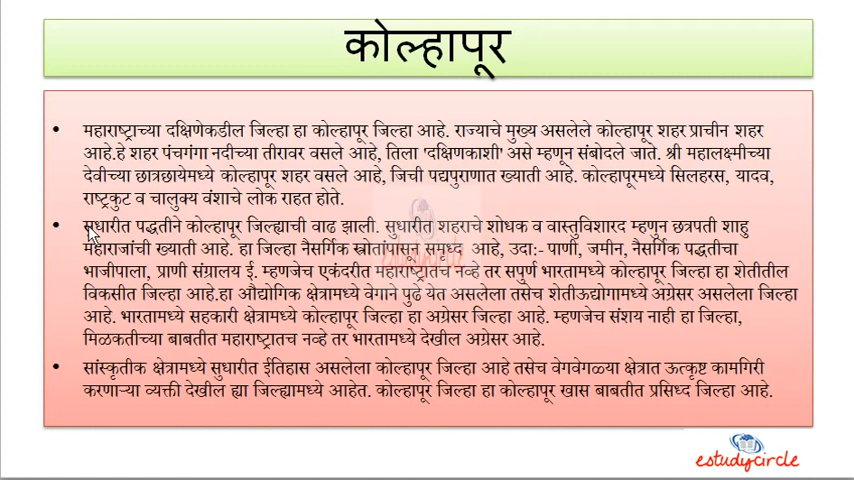 कोल्हापूर
• महाराष्ट्राच्या दक्षिणेकडील जिल्हा हा कोल्हापूर जिल्हा आहे. राज्याचे मुख्य असलेले कोल्हापूर शहर प्राचीन शहर
आहे.हे शहर पंचगंगा नदीच्या तीरावर वसले आहे, तिला 'दक्षिणकाशी' असे म्हणून संबोदले जाते. श्री महालक्ष्मीच्या
देवीच्या छात्रछायेमध्ये कोल्हापूर शहर वसले आहे, जिची पद्यपुराणात ख्याती आहे. कोल्हापूरमध्ये सिलहरस, यादव,
राष्ट्रकुट व चालुक्य वंशाचे लोक राहत होते.
• सुधारीत पद्धतीने कोल्हापूर जिल्ह्याची वाढ झाली. सुधारीत शहराचे शोधक व वास्तुविशारद म्हणुन छत्रपती शाहु
महाराजांची ख्याती आहे. हा जिल्हा नैसर्गिक स्रोतांपासून समृध्द आहे, उदा:- पाणी, जमीन, नैसर्गिक पद्धतीचा
भाजीपाला, प्राणी संग्रालय ई. म्हणजेच एकंदरीत महाराष्ट्रातच नव्हे तर सपुर्ण भारतामध्ये कोल्हापूर जिल्हा हा शेतीतील
विकसीत जिल्हा आहे.हा औद्योगिक क्षेत्रामध्ये वेगाने पुढे येत असलेला तसेच शेतीऊद्योगामध्ये अग्रेसर असलेला जिल्हा
आहे. भारतामध्ये सहकारी क्षेत्रामध्ये कोल्हापूर जिल्हा हा अग्रेसर जिल्हा आहे. म्हणजेच संशय नाही हा जिल्हा,
मिळकतीच्या बाबतीत महाराष्ट्रातच नव्हे तर भारतामध्ये देखील अग्रेसर आहे.
• सांस्कृतीक क्षेत्रामध्ये सुधारीत ईतिहास असलेला कोल्हापूर जिल्हा आहे तसेच वेगवेगळ्या क्षेत्रात ऊत्कृष्ट कामगिरी
करणाऱ्या व्यक्ती देखील ह्या जिल्ह्यामध्ये आहेत. कोल्हापूर जिल्हा हा कोल्हापूर खास बाबतीत प्रसिध्द जिल्हा आहे.
estudycircle